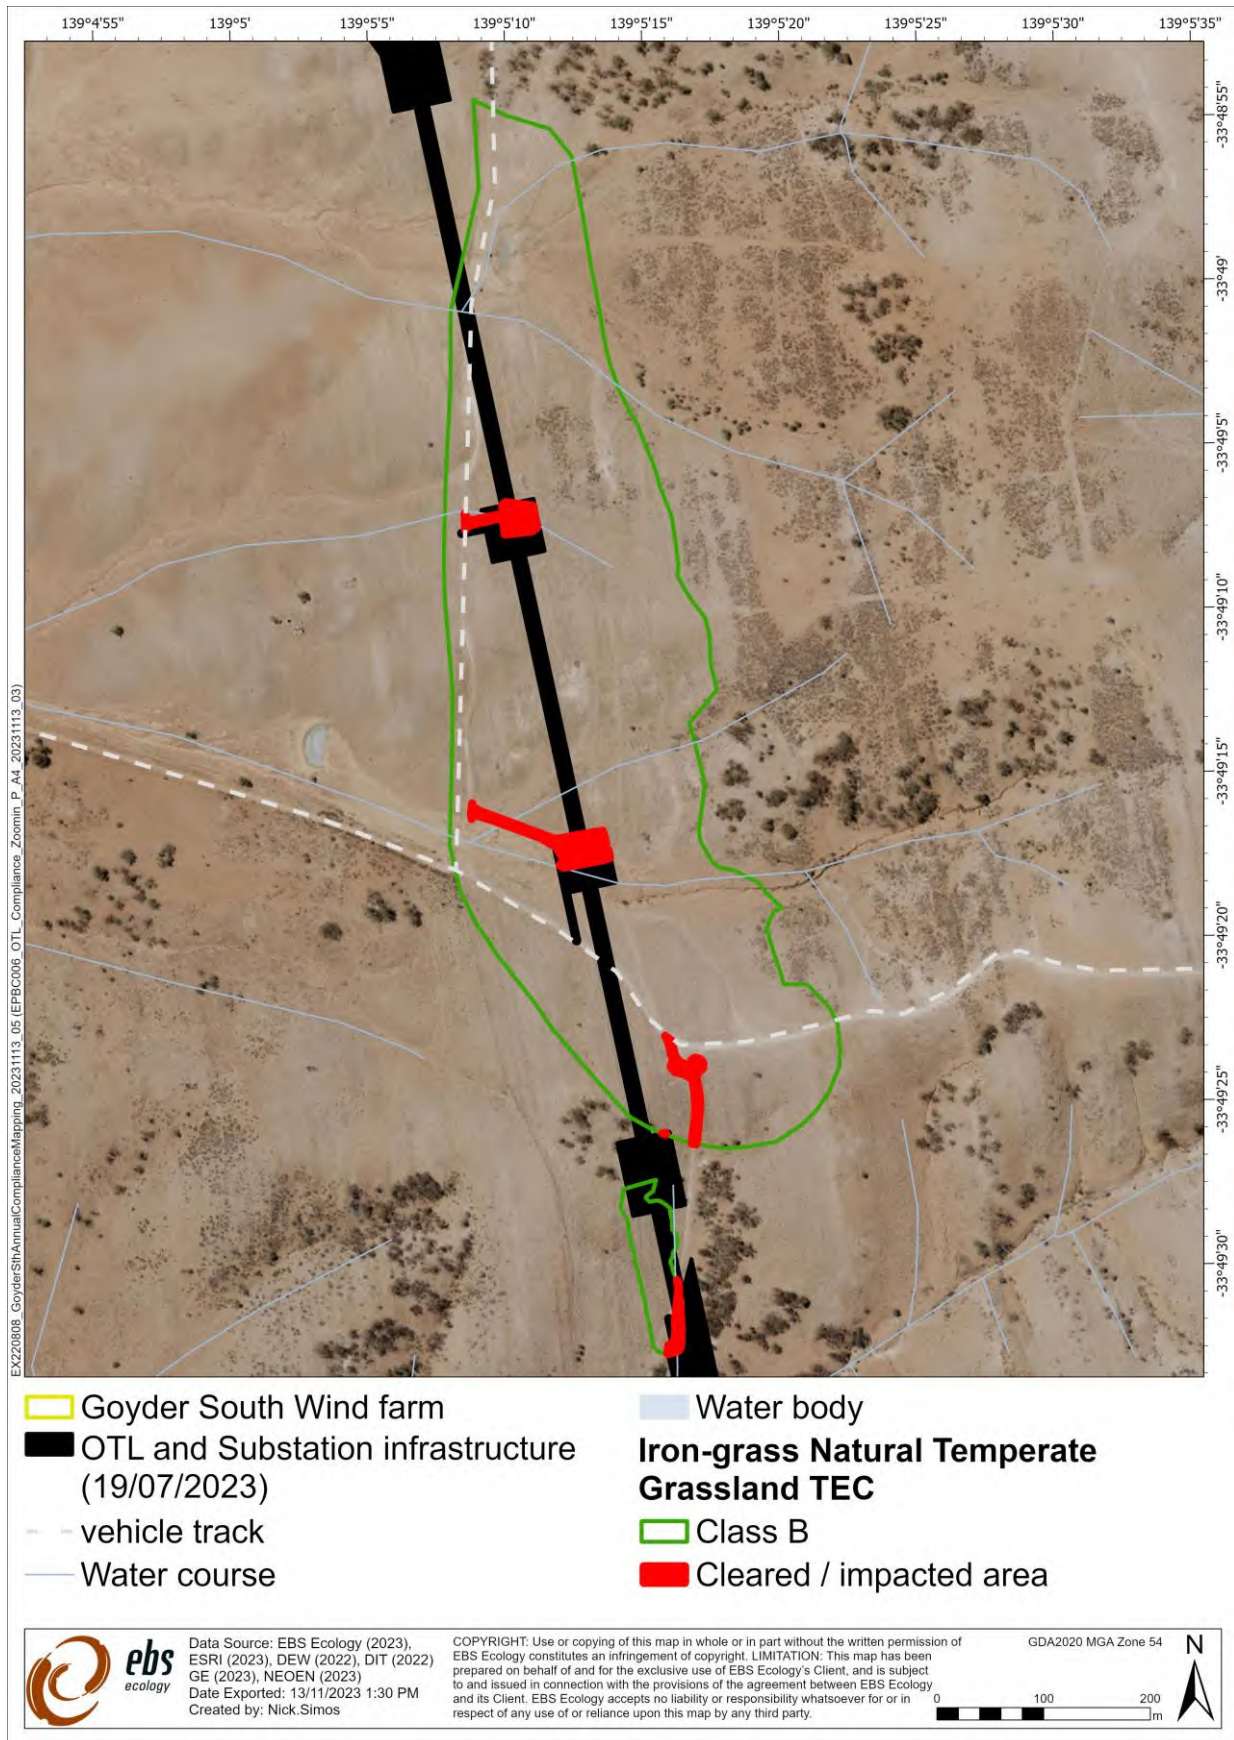 139°4'55"
139°5'
139°5'5"
139°5'10"
139°5'15"
139°5'20"
139°5'25"
139°5'30"
139°5'35"
-33°48'55"
-33°49'
-33°49'5"
-33°49'10"
-33°49'15"
-33°49'20"
-33°49'25"
-33°49'30"
EX220808_GoyderSthAnnualComplianceMapping_20231113_05 (EPBC006_OTL_Compliance_Zoomin_P_A4_20231113_03)
Goyder South Wind farm
OTL and Substation infrastructure
(19/07/2023)
vehicle track
Water course
Water body
Iron-grass Natural Temperate
Grassland TEC
Class B
Cleared / impacted area
ebs
ecology
Data Source: EBS Ecology (2023),
ESRI (2023), DEW (2022), DIT (2022)
GE (2023), NEOEN (2023)
Date Exported: 13/11/2023 1:30 PM
Created by: Nick.Simos
COPYRIGHT: Use or copying of this map in whole or in part without the written permission of
EBS Ecology constitutes an infringement of copyright. LIMITATION: This map has been
prepared on behalf of and for the exclusive use of EBS Ecology's Client, and is subject
to and issued in connection with the provisions of the agreement between EBS Ecology
and its Client. EBS Ecology accepts no liability or responsibility whatsoever for or in
respect of any use of or reliance upon this map by any third party.
GDA2020 MGA Zone 54
N
0 100 200
m